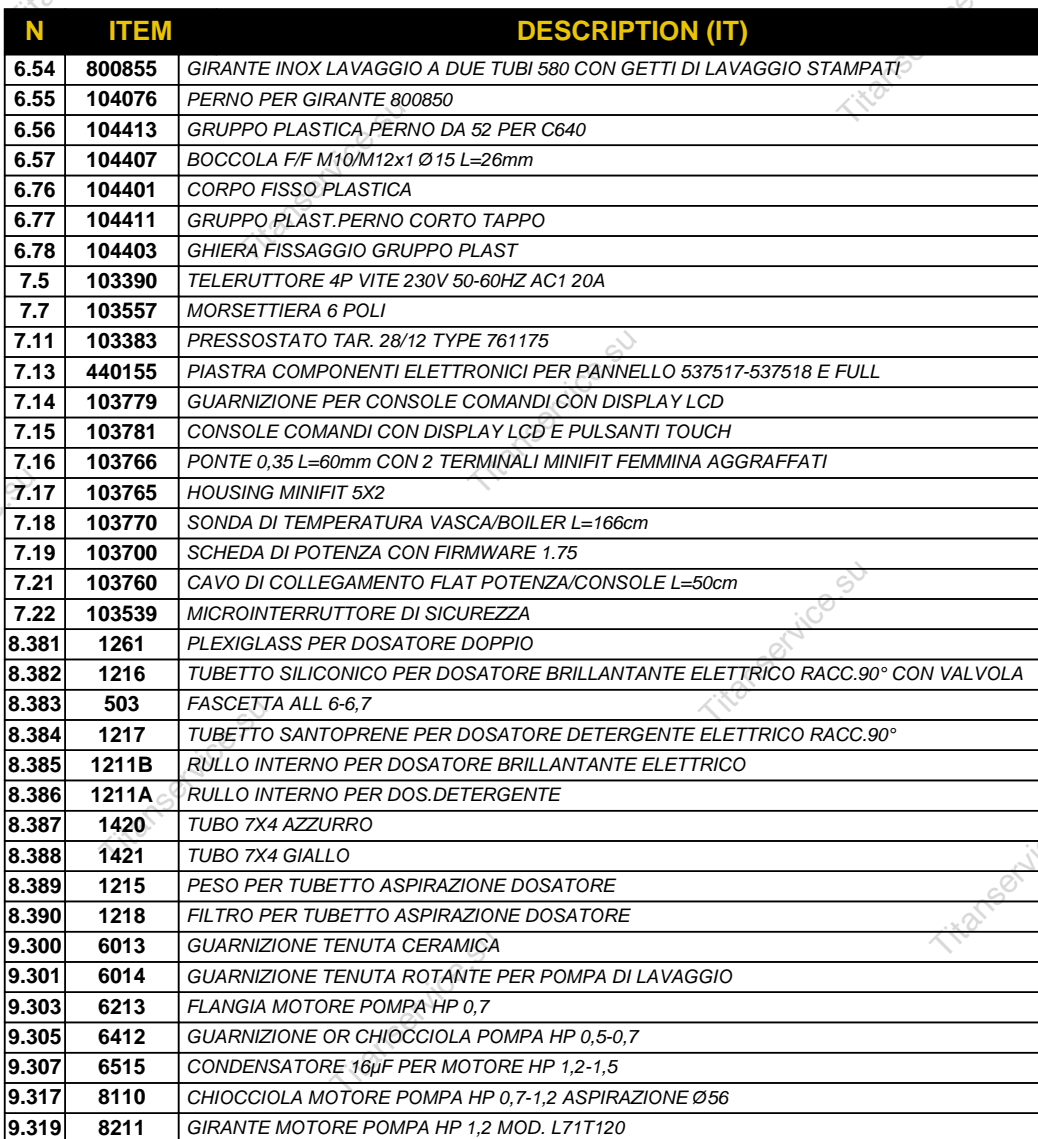 N ITEM DESCRIPTION (IT)
6.54 800855 GIRANTE INOX LAVAGGIO A DUE TUBI 580 CON GETTI DI LAVAGGIO STAMPATI
6.55 104076 PERNO PER GIRANTE 800850
6.56 104413 GRUPPO PLASTICA PERNO DA 52 PER C640
6.57 104407 BOCCOLA F/F M10/M12x1 Ø15 L=26mm
6.76 104401 CORPO FISSO PLASTICA
6.77 104411 GRUPPO PLAST.PERNO CORTO TAPPO
6.78 104403 GHIERA FISSAGGIO GRUPPO PLAST
7.5 103390 TELERUTTORE 4P VITE 230V 50-60HZ AC1 20A
7.7 103557 MORSETTIERA 6 POLI
7.11 103383 PRESSOSTATO TAR. 28/12 TYPE 761175
7.13 440155 PIASTRA COMPONENTI ELETTRONICI PER PANNELLO 537517-537518 E FULL
7.14 103779 GUARNIZIONE PER CONSOLE COMANDI CON DISPLAY LCD
7.15 103781 CONSOLE COMANDI CON DISPLAY LCD E PULSANTI TOUCH
7.16 103766 PONTE 0,35 L=60mm CON 2 TERMINALI MINIFIT FEMMINA AGGRAFFATI
7.17 103765 HOUSING MINIFIT 5X2
7.18 103770 SONDA DI TEMPERATURA VASCA/BOILER L=166cm
7.19 103700 SCHEDA DI POTENZA CON FIRMWARE 1.75
7.21 103760 CAVO DI COLLEGAMENTO FLAT POTENZA/CONSOLE L=50cm
7.22 103539 MICROINTERRUTTORE DI SICUREZZA
8.381 1261 PLEXIGLASS PER DOSATORE DOPPIO
8.382 1216 TUBETTO SILICONICO PER DOSATORE BRILLANTANTE ELETTRICO RACC.90° CON VALVOLA
8.383 503 FASCETTA ALL 6-6,7
8.384 1217 TUBETTO SANTOPRENE PER DOSATORE DETERGENTE ELETTRICO RACC.90°
8.385 1211B RULLO INTERNO PER DOSATORE BRILLANTANTE ELETTRICO
8.386 1211A RULLO INTERNO PER DOS.DETERGENTE
8.387 1420 TUBO 7X4 AZZURRO
8.388 1421 TUBO 7X4 GIALLO
8.389 1215 PESO PER TUBETTO ASPIRAZIONE DOSATORE
8.390 1218 FILTRO PER TUBETTO ASPIRAZIONE DOSATORE
9.300 6013 GUARNIZIONE TENUTA CERAMICA
9.301 6014 GUARNIZIONE TENUTA ROTANTE PER POMPA DI LAVAGGIO
9.303 6213 FLANGIA MOTORE POMPA HP 0,7
9.305 6412 GUARNIZIONE OR CHIOCCIOLA POMPA HP 0,5-0,7
9.307 6515 CONDENSATORE 16µF PER MOTORE HP 1,2-1,5
9.317 8110 CHIOCCIOLA MOTORE POMPA HP 0,7-1,2 ASPIRAZIONE Ø56
9.319 8211 GIRANTE MOTORE POMPA HP 1,2 MOD. L71T120
Titanservice.su
Titanservice.su
Titanservice.su
Titanservice.su
Titanservice.su
Titanservice.su